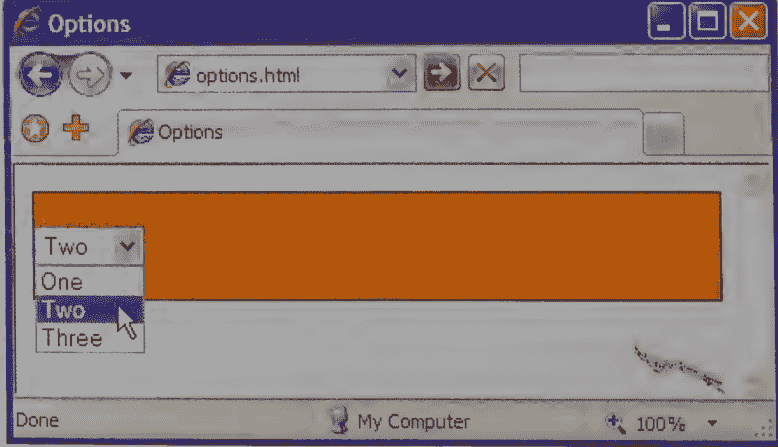 Options
options.html
Options
Two
One
Two
Three
Done My Computer 100%